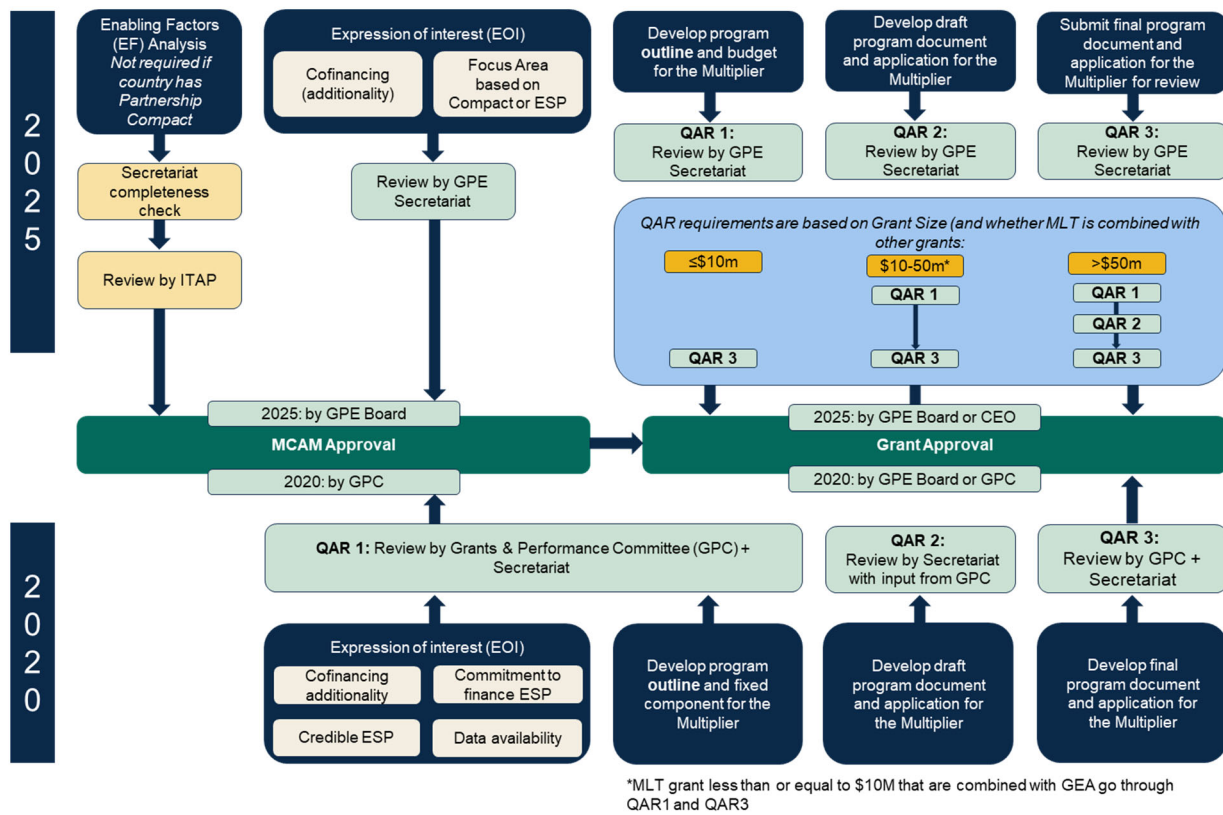 2
0
2
5
Enabling Factors
(EF) Analysis
Not required if
country has
Partnership
Compact
Secretariat
completeness
check
Review by ITAP
Expression of interest (EOI)
Cofinancing
(additionality)
Focus Area
based on
Compact or ESP
Review by GPE
Secretariat
Develop program
outline and budget
for the Multiplier
QAR 1:
Review by GPE
Secretariat
Develop draft
program document
and application for
the Multiplier
QAR 2:
Review by GPE
Secretariat
Submit final program
document and
application for
the Multiplier for review
QAR 3:
Review by GPE
Secretariat
QAR requirements are based on Grant Size (and whether MLT is combined with
other grants:
≤$10m
QAR 3
$10-50m*
QAR 1
QAR 3
>$50m
QAR 1
QAR 2
QAR 3
2025: by GPE Board
MCAM Approval
2020: by GPC
2025: by GPE Board or CEO
Grant Approval
2020: by GPE Board or GPC
2
0
2
0
QAR 1: Review by Grants & Performance Committee (GPC) +
Secretariat
QAR 2:
Review by Secretariat
with input from GPC
QAR 3:
Review by GPC +
Secretariat
Expression of interest (EOI)
Cofinancing
additionality
Commitment to
finance ESP
Credible ESP
Data availability
Develop program
outline and fixed
component for the
Multiplier
Develop draft
program document
and application for
the Multiplier
Develop final
program document
and application for
the Multiplier
*MLT grant less than or equal to $10M that are combined with GEA go through
QAR1 and QAR3